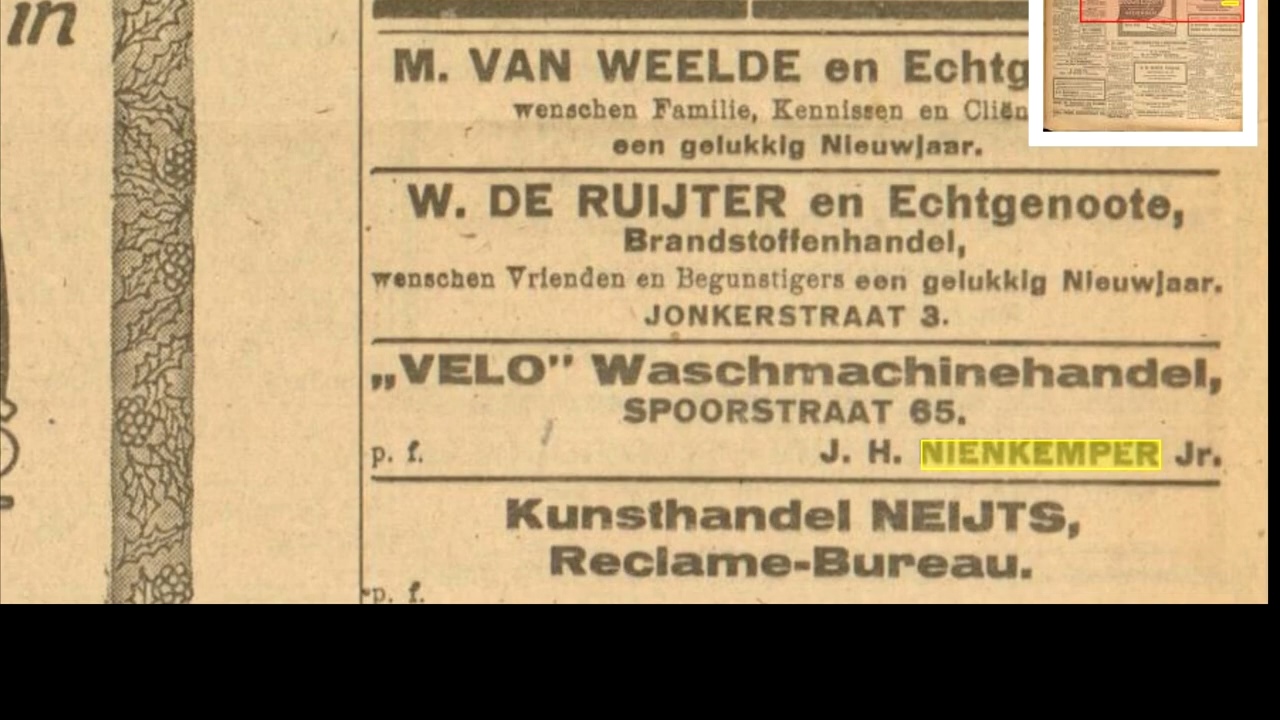 in
M. VAN WEELDE en Echtg
wenschen Familie, Kennissen en Cliën
een gelukkig Nieuwjaar.
W. DE RUIJTER en Echtgenoote,
Brandstoffenhandel,
wenschen Vrienden en Begunstigers een gelukkig Nieuwjaar.
JONKERSTRAAT 3.
„VELO" Waschmachinehandel,
SPOORSTRAAT 65.
p. f. J. H. NIENKEMPER Jr.
Kunsthandel NEIJTS,
Reclame-Bureau.
p. f.